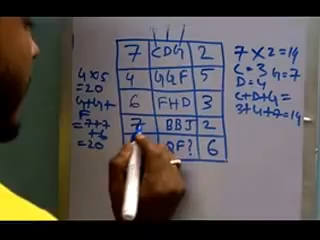 7 CDG 2
4 GGF 5
6 FHD 3
7 BBI 2
F? 6
4 × 5
= 20
G+G+
F
= 7+7
+6
= 20
7 × 2 = 14
C = 3 G = 7
D = 4
C+D+G =
3+4+7 = 14